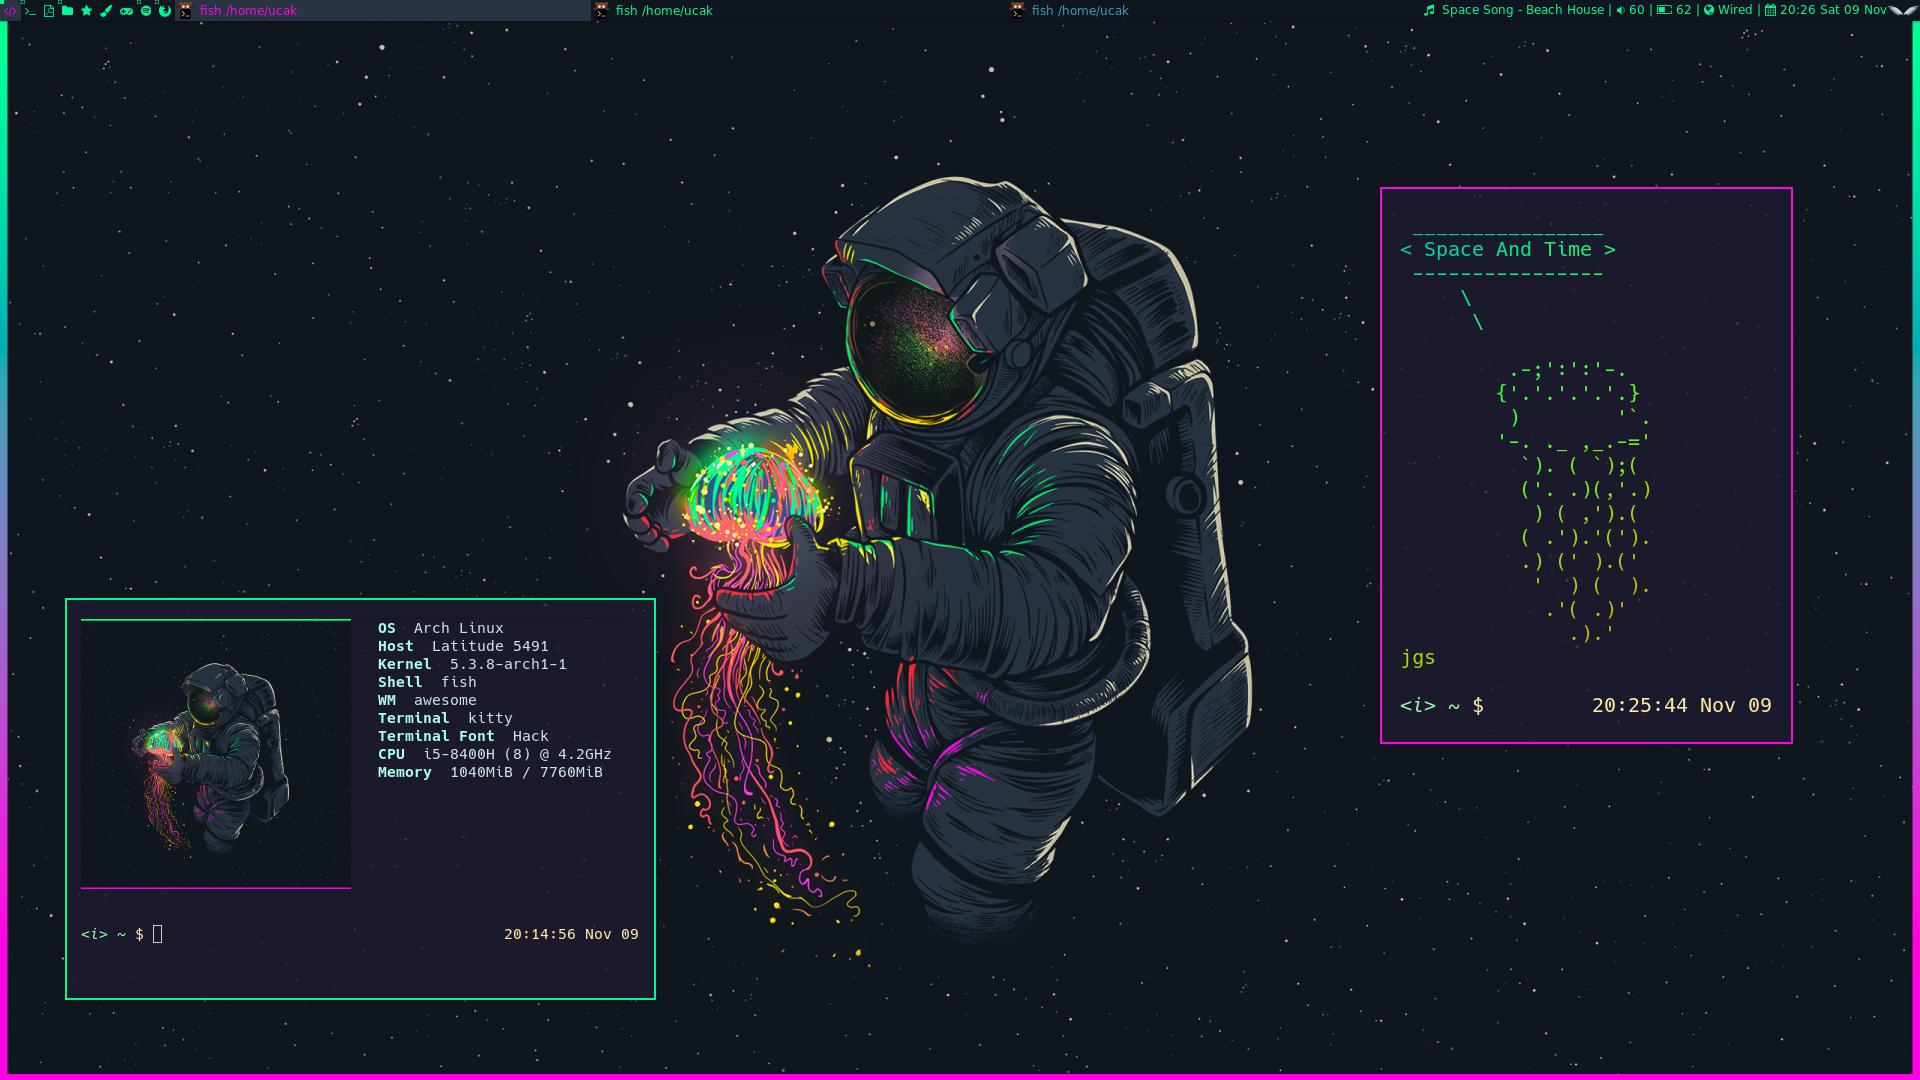 fish /home/ucak
fish /home/ucak
fish /home/ucak
Space Song - Beach House | 60 | 62 | Wired | 20:26 Sat 09 Nov
________________
< Space And Time >
----------------
\
\
.-;':':'-.
{'.'.'.'.'.}
)        '`.
'-. ._ ,_.-='
`). ( `);(
('. .)(,'.)
) ( ,').(
( .').'(').
.) (' ).('
'  ) (  ).
.'( .)'
.).'
jgs
<i> ~ $ 20:25:44 Nov 09
OS Arch Linux
Host Latitude 5491
Kernel 5.3.8-arch1-1
Shell fish
WM awesome
Terminal kitty
Terminal Font Hack
CPU i5-8400H (8) @ 4.2GHz
Memory 1040MiB / 7760MiB
<i> ~ $ 20:14:56 Nov 09